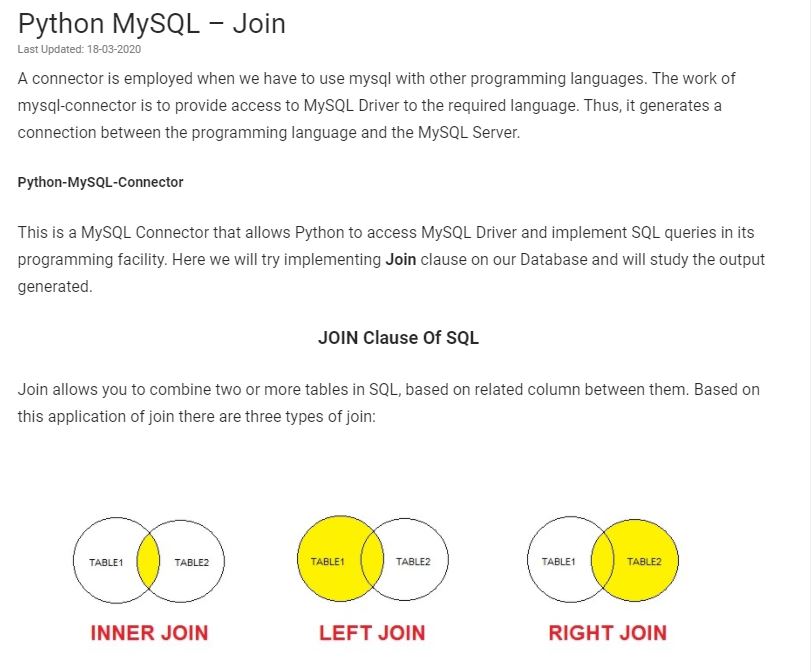 Python MySQL – Join
Last Updated: 18-03-2020
A connector is employed when we have to use mysql with other programming languages. The work of
mysql-connector is to provide access to MySQL Driver to the required language. Thus, it generates a
connection between the programming language and the MySQL Server.
Python-MySQL-Connector
This is a MySQL Connector that allows Python to access MySQL Driver and implement SQL queries in its
programming facility. Here we will try implementing Join clause on our Database and will study the output
generated.
JOIN Clause Of SQL
Join allows you to combine two or more tables in SQL, based on related column between them. Based on
this application of join there are three types of join:
TABLE1 TABLE2 TABLE1 TABLE2 TABLE1 TABLE2
INNER JOIN LEFT JOIN RIGHT JOIN